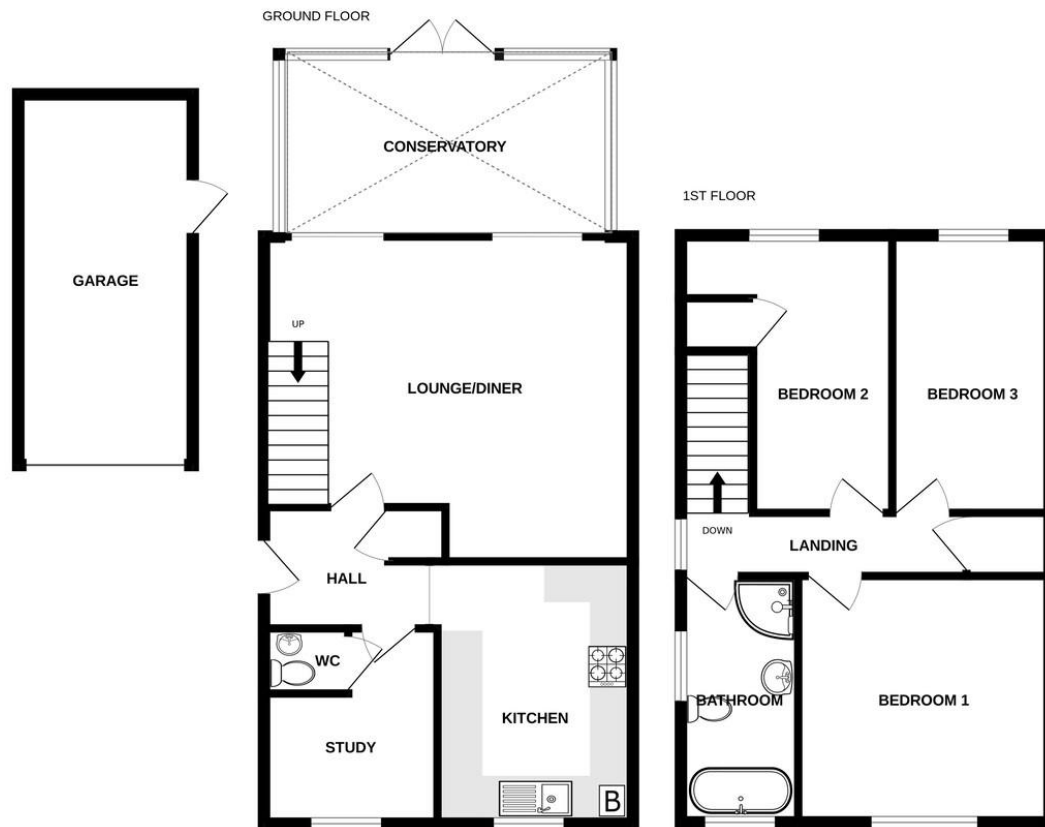 GROUND FLOOR
CONSERVATORY
GARAGE
UP
LOUNGE/DINER
HALL
WC
STUDY
KITCHEN
B
1ST FLOOR
BEDROOM 2
BEDROOM 3
DOWN
LANDING
BATHROOM
BEDROOM 1